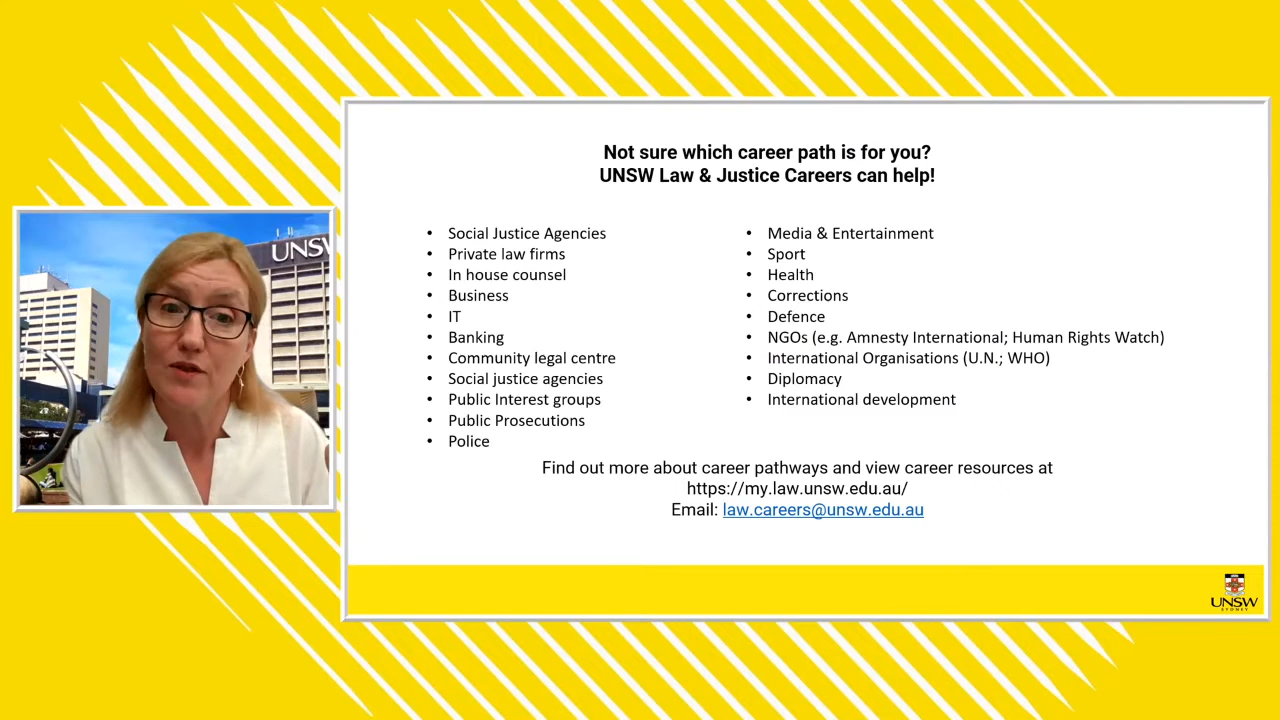 Not sure which career path is for you?
UNSW Law & Justice Careers can help!
• Social Justice Agencies
• Private law firms
• In house counsel
• Business
• IT
• Banking
• Community legal centre
• Social justice agencies
• Public Interest groups
• Public Prosecutions
• Police
• Media & Entertainment
• Sport
• Health
• Corrections
• Defence
• NGOs (e.g. Amnesty International; Human Rights Watch)
• International Organisations (U.N.; WHO)
• Diplomacy
• International development
Find out more about career pathways and view career resources at
https://my.law.unsw.edu.au/
Email: law.careers@unsw.edu.au
UNSW
UNSW
SYDNEY